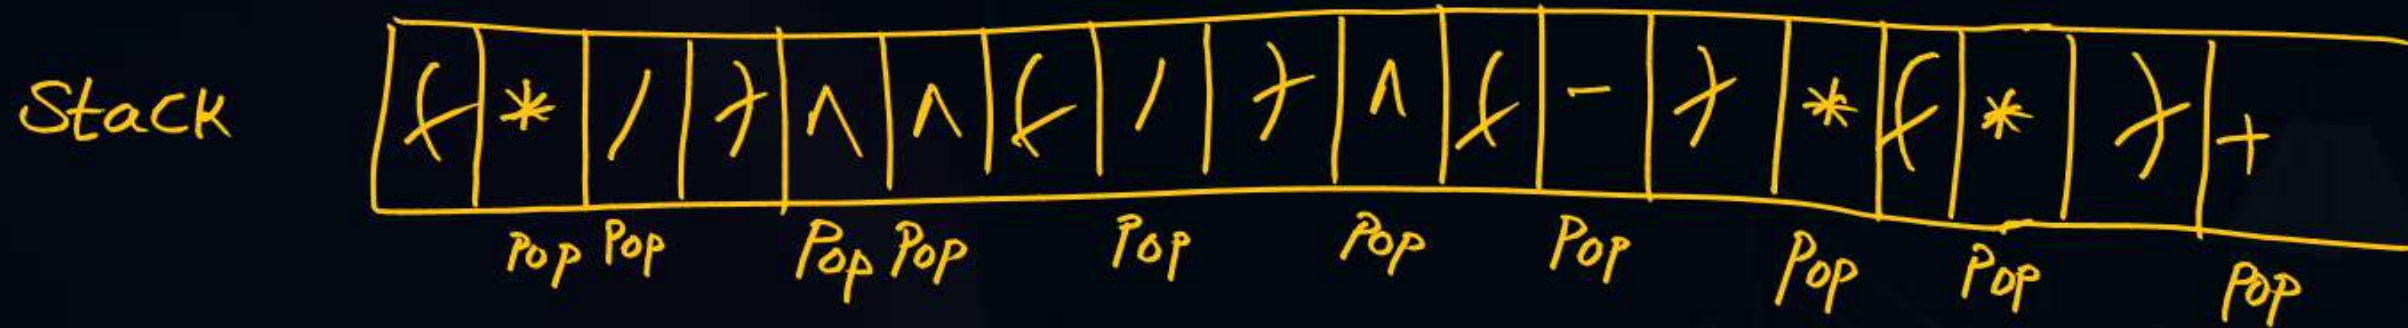 Stack ( * / ) ^ ^ ( / ) ^ ( - ) * ( * ) +
Pop Pop Pop Pop Pop Pop Pop Pop Pop Pop